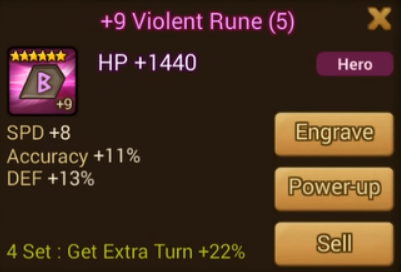 +9 Violent Rune (5)
HP +1440
Hero
+9
SPD +8
Accuracy +11%
DEF +13%
Engrave
Power-up
Sell
4 Set : Get Extra Turn +22%